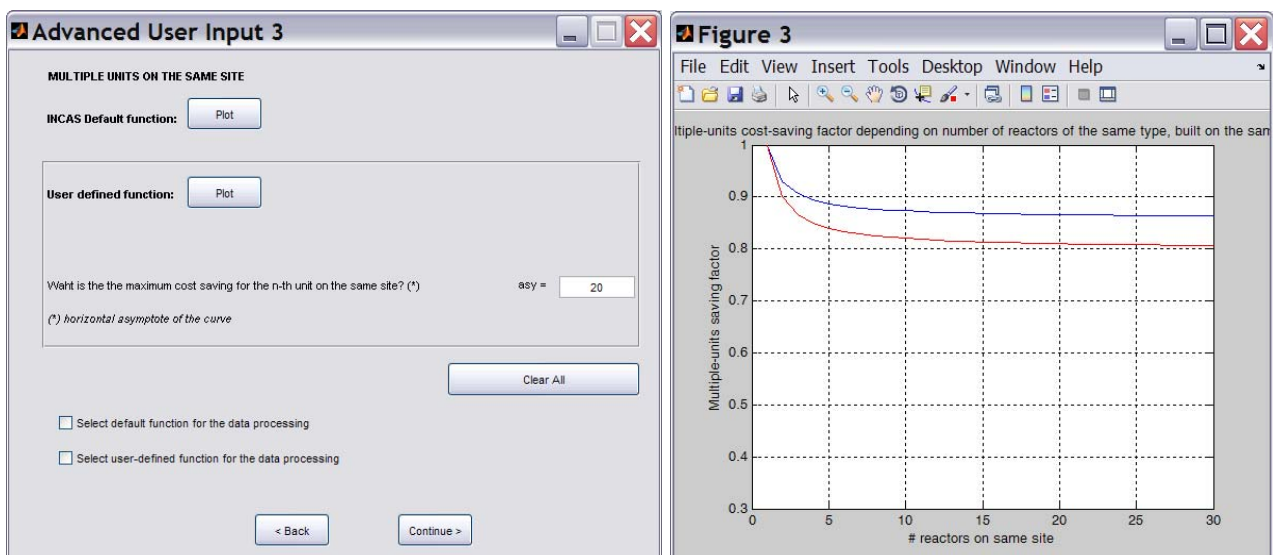 Advanced User Input 3
MULTIPLE UNITS ON THE SAME SITE
INCAS Default function:
Plot
User defined function:
Plot
Waht is the the maximum cost saving for the n-th unit on the same site? (*)
asy =
20
(*) horizontal asymptote of the curve
Clear All
Select default function for the data processing
Select user-defined function for the data processing
< Back
Continue >
Figure 3
File Edit View Insert Tools Desktop Window Help
ltiple-units cost-saving factor depending on number of reactors of the same type, built on the san
1
0.9
0.8
0.7
0.6
0.5
0.4
0.3
Multiple-units saving factor
0 5 10 15 20 25 30
# reactors on same site